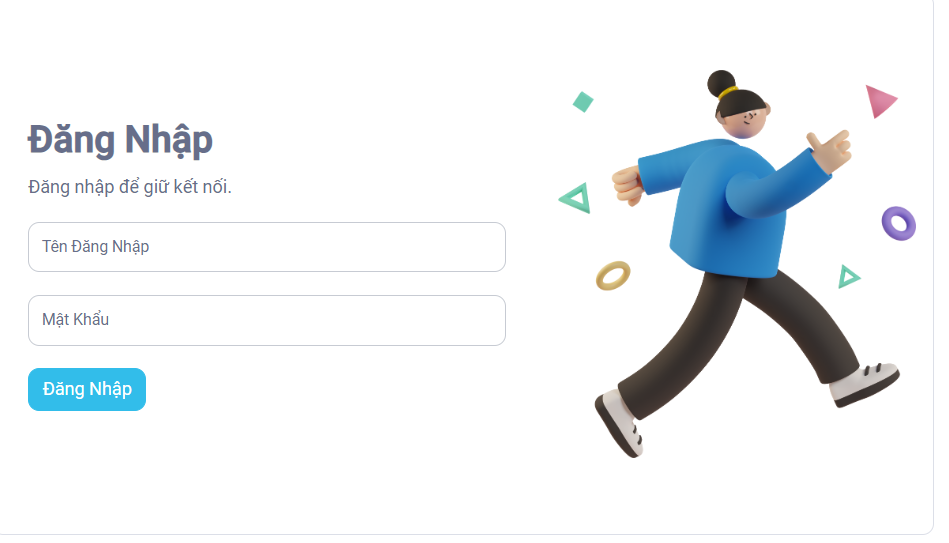 Đăng Nhập
Đăng nhập để giữ kết nối.
Tên Đăng Nhập
Mật Khẩu
Đăng Nhập